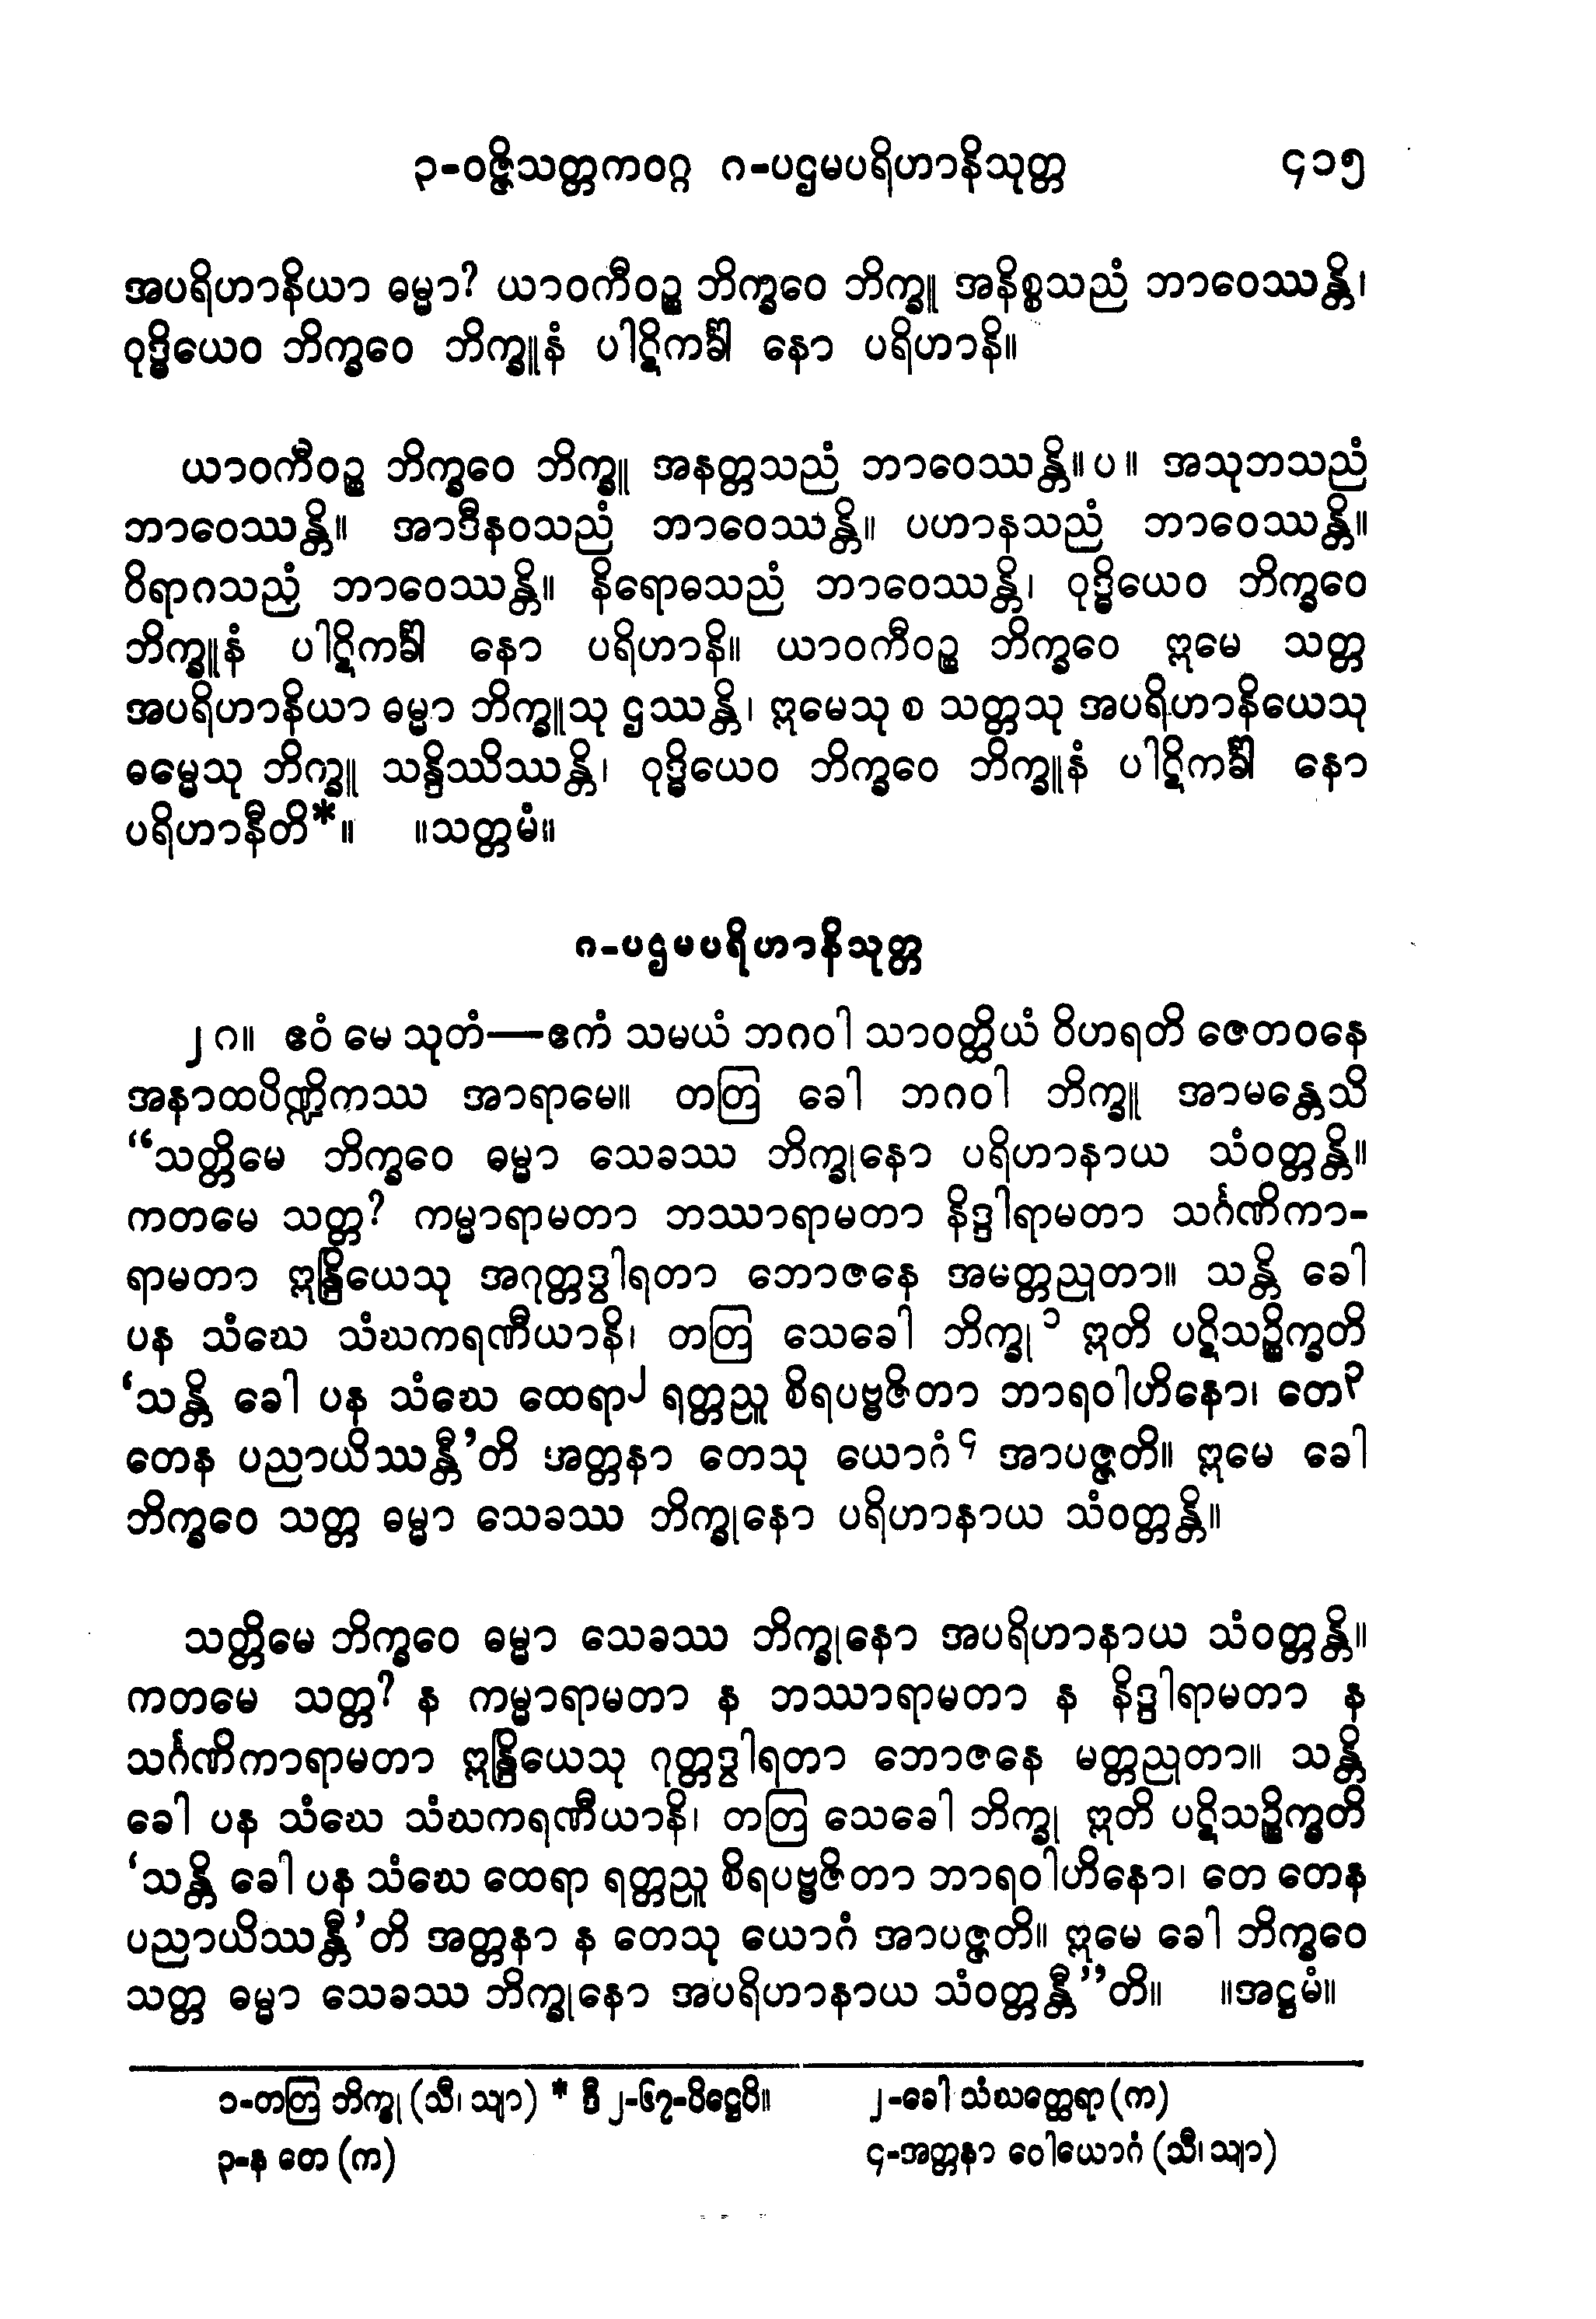 ၃-ဝဇ္ဇိသတ္တကဝဂ္ဂ ဂ-ပဌမပရိဟာနိသုတ္တ ၄၁၅
အပရိဟာနိယာ ဓမ္မာ? ယာဝကီဝဉ္စ ဘိက္ခဝေ ဘိက္ခူ အနိစ္စသညံ ဘာဝေဿန္တိ၊
ဝုဒ္ဓိယေဝ ဘိက္ခဝေ ဘိက္ခူနံ ပါဋိကင်္ခါ နော ပရိဟာနိ။
ယာဝကီဝဉ္စ ဘိက္ခဝေ ဘိက္ခူ အနတ္တသညံ ဘာဝေဿန္တိ။ ပ။ အသုဘသညံ
ဘာဝေဿန္တိ။ အာဒီနဝသညံ ဘာဝေဿန္တိ။ ပဟာနသညံ ဘာဝေဿန္တိ။
ဝိရာဂသညံ ဘာဝေဿန္တိ။ နိရောဓသညံ ဘာဝေဿန္တိ၊ ဝုဒ္ဓိယေဝ ဘိက္ခဝေ
ဘိက္ခူနံ ပါဋိကင်္ခါ နော ပရိဟာနိ။ ယာဝကီဝဉ္စ ဘိက္ခဝေ ဣမေ သတ္တ
အပရိဟာနိယာ ဓမ္မာ ဘိက္ခူသု ဌဿန္တိ၊ ဣမေသု စ သတ္တသု အပရိဟာနိယေသု
ဓမ္မေသု ဘိက္ခူ သန္ဒိဿိဿန္တိ၊ ဝုဒ္ဓိယေဝ ဘိက္ခဝေ ဘိက္ခူနံ ပါဋိကင်္ခါ နော
ပရိဟာနီတိ*။ ။သတ္တမံ။
ဂ-ပဌမပရိဟာနိသုတ္တ
၂ဂ။ ဧဝံ မေ သုတံ—ဧကံ သမယံ ဘဂဝါ သာဝတ္ထိယံ ဝိဟရတိ ဇေတဝနေ
အနာထပိဏ္ဍိကဿ အာရာမေ။ တတြ ခေါ ဘဂဝါ ဘိက္ခူ အာမန္တေသိ
“သတ္တိမေ ဘိက္ခဝေ ဓမ္မာ သေခဿ ဘိက္ခုနော ပရိဟာနာယ သံဝတ္တန္တိ။
ကတမေ သတ္တ? ကမ္မာရာမတာ ဘဿာရာမတာ နိဒ္ဒါရာမတာ သင်္ဂဏိကာ-
ရာမတာ ဣန္ဒြိယေသု အဂုတ္တဒွါရတာ ဘောဇနေ အမတ္တညုတာ။ သန္တိ ခေါ
ပန သံဃေ သံဃကရဏီယာနိ၊ တတြ သေခေါ ဘိက္ခု၁ ဣတိ ပဋိသဉ္စိက္ခတိ
‘သန္တိ ခေါ ပန သံဃေ ထေရာ၂ ရတ္တညူ စိရပဗ္ဗဇိတာ ဘာရဝါဟိနော၊ တေ၃
တေန ပညာယိဿန္တီ’တိ အတ္တနာ တေသု ယောဂံ၄ အာပဇ္ဇတိ။ ဣမေ ခေါ
ဘိက္ခဝေ သတ္တ ဓမ္မာ သေခဿ ဘိက္ခုနော ပရိဟာနာယ သံဝတ္တန္တိ။
သတ္တိမေ ဘိက္ခဝေ ဓမ္မာ သေခဿ ဘိက္ခုနော အပရိဟာနာယ သံဝတ္တန္တိ။
ကတမေ သတ္တ? န ကမ္မာရာမတာ န ဘဿာရာမတာ န နိဒ္ဒါရာမတာ န
သင်္ဂဏိကာရာမတာ ဣန္ဒြိယေသု ဂုတ္တဒွါရတာ ဘောဇနေ မတ္တညုတာ။ သန္တိ
ခေါ ပန သံဃေ သံဃကရဏီယာနိ၊ တတြ သေခေါ ဘိက္ခု ဣတိ ပဋိသဉ္စိက္ခတိ
‘သန္တိ ခေါ ပန သံဃေ ထေရာ ရတ္တညူ စိရပဗ္ဗဇိတာ ဘာရဝါဟိနော၊ တေ တေန
ပညာယိဿန္တီ’တိ အတ္တနာ န တေသု ယောဂံ အာပဇ္ဇတိ။ ဣမေ ခေါ ဘိက္ခဝေ
သတ္တ ဓမ္မာ သေခဿ ဘိက္ခုနော အပရိဟာနာယ သံဝတ္တန္တီ”တိ။ ။အဋ္ဌမံ။
၁-တတြ ဘိက္ခု (သီ၊ သျာ) * ဒီ ၂-၆၇-ပိဋ္ဌေပိ။ ၂-ခေါ သံဃတ္ထေရာ (က)
၃-န တေ (က) ၄-အတ္တနာ ဝေါယောဂံ (သီ၊ သျာ)